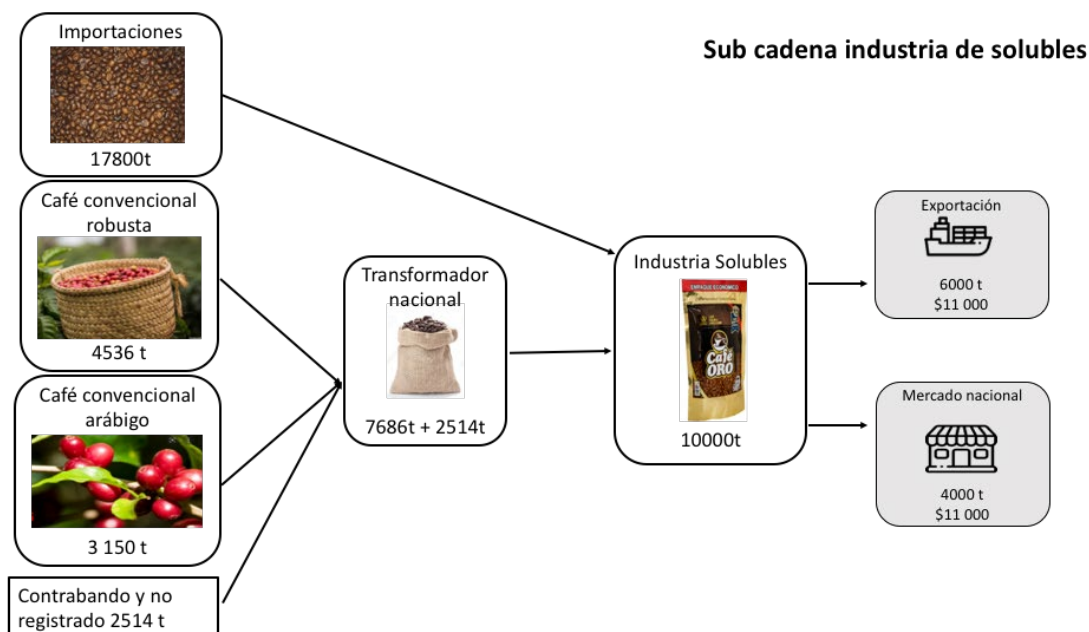 Sub cadena industria de solubles
Importaciones
17800t
Café convencional
robusta
4536 t
Café convencional
arábigo
3 150 t
Contrabando y no
registrado 2514 t
Transformador
nacional
7686t + 2514t
Industria Solubles
EMPAQUE ECONÓMICO
Café
ORO
10000t
Exportación
6000 t
$11 000
Mercado nacional
4000 t
$11 000